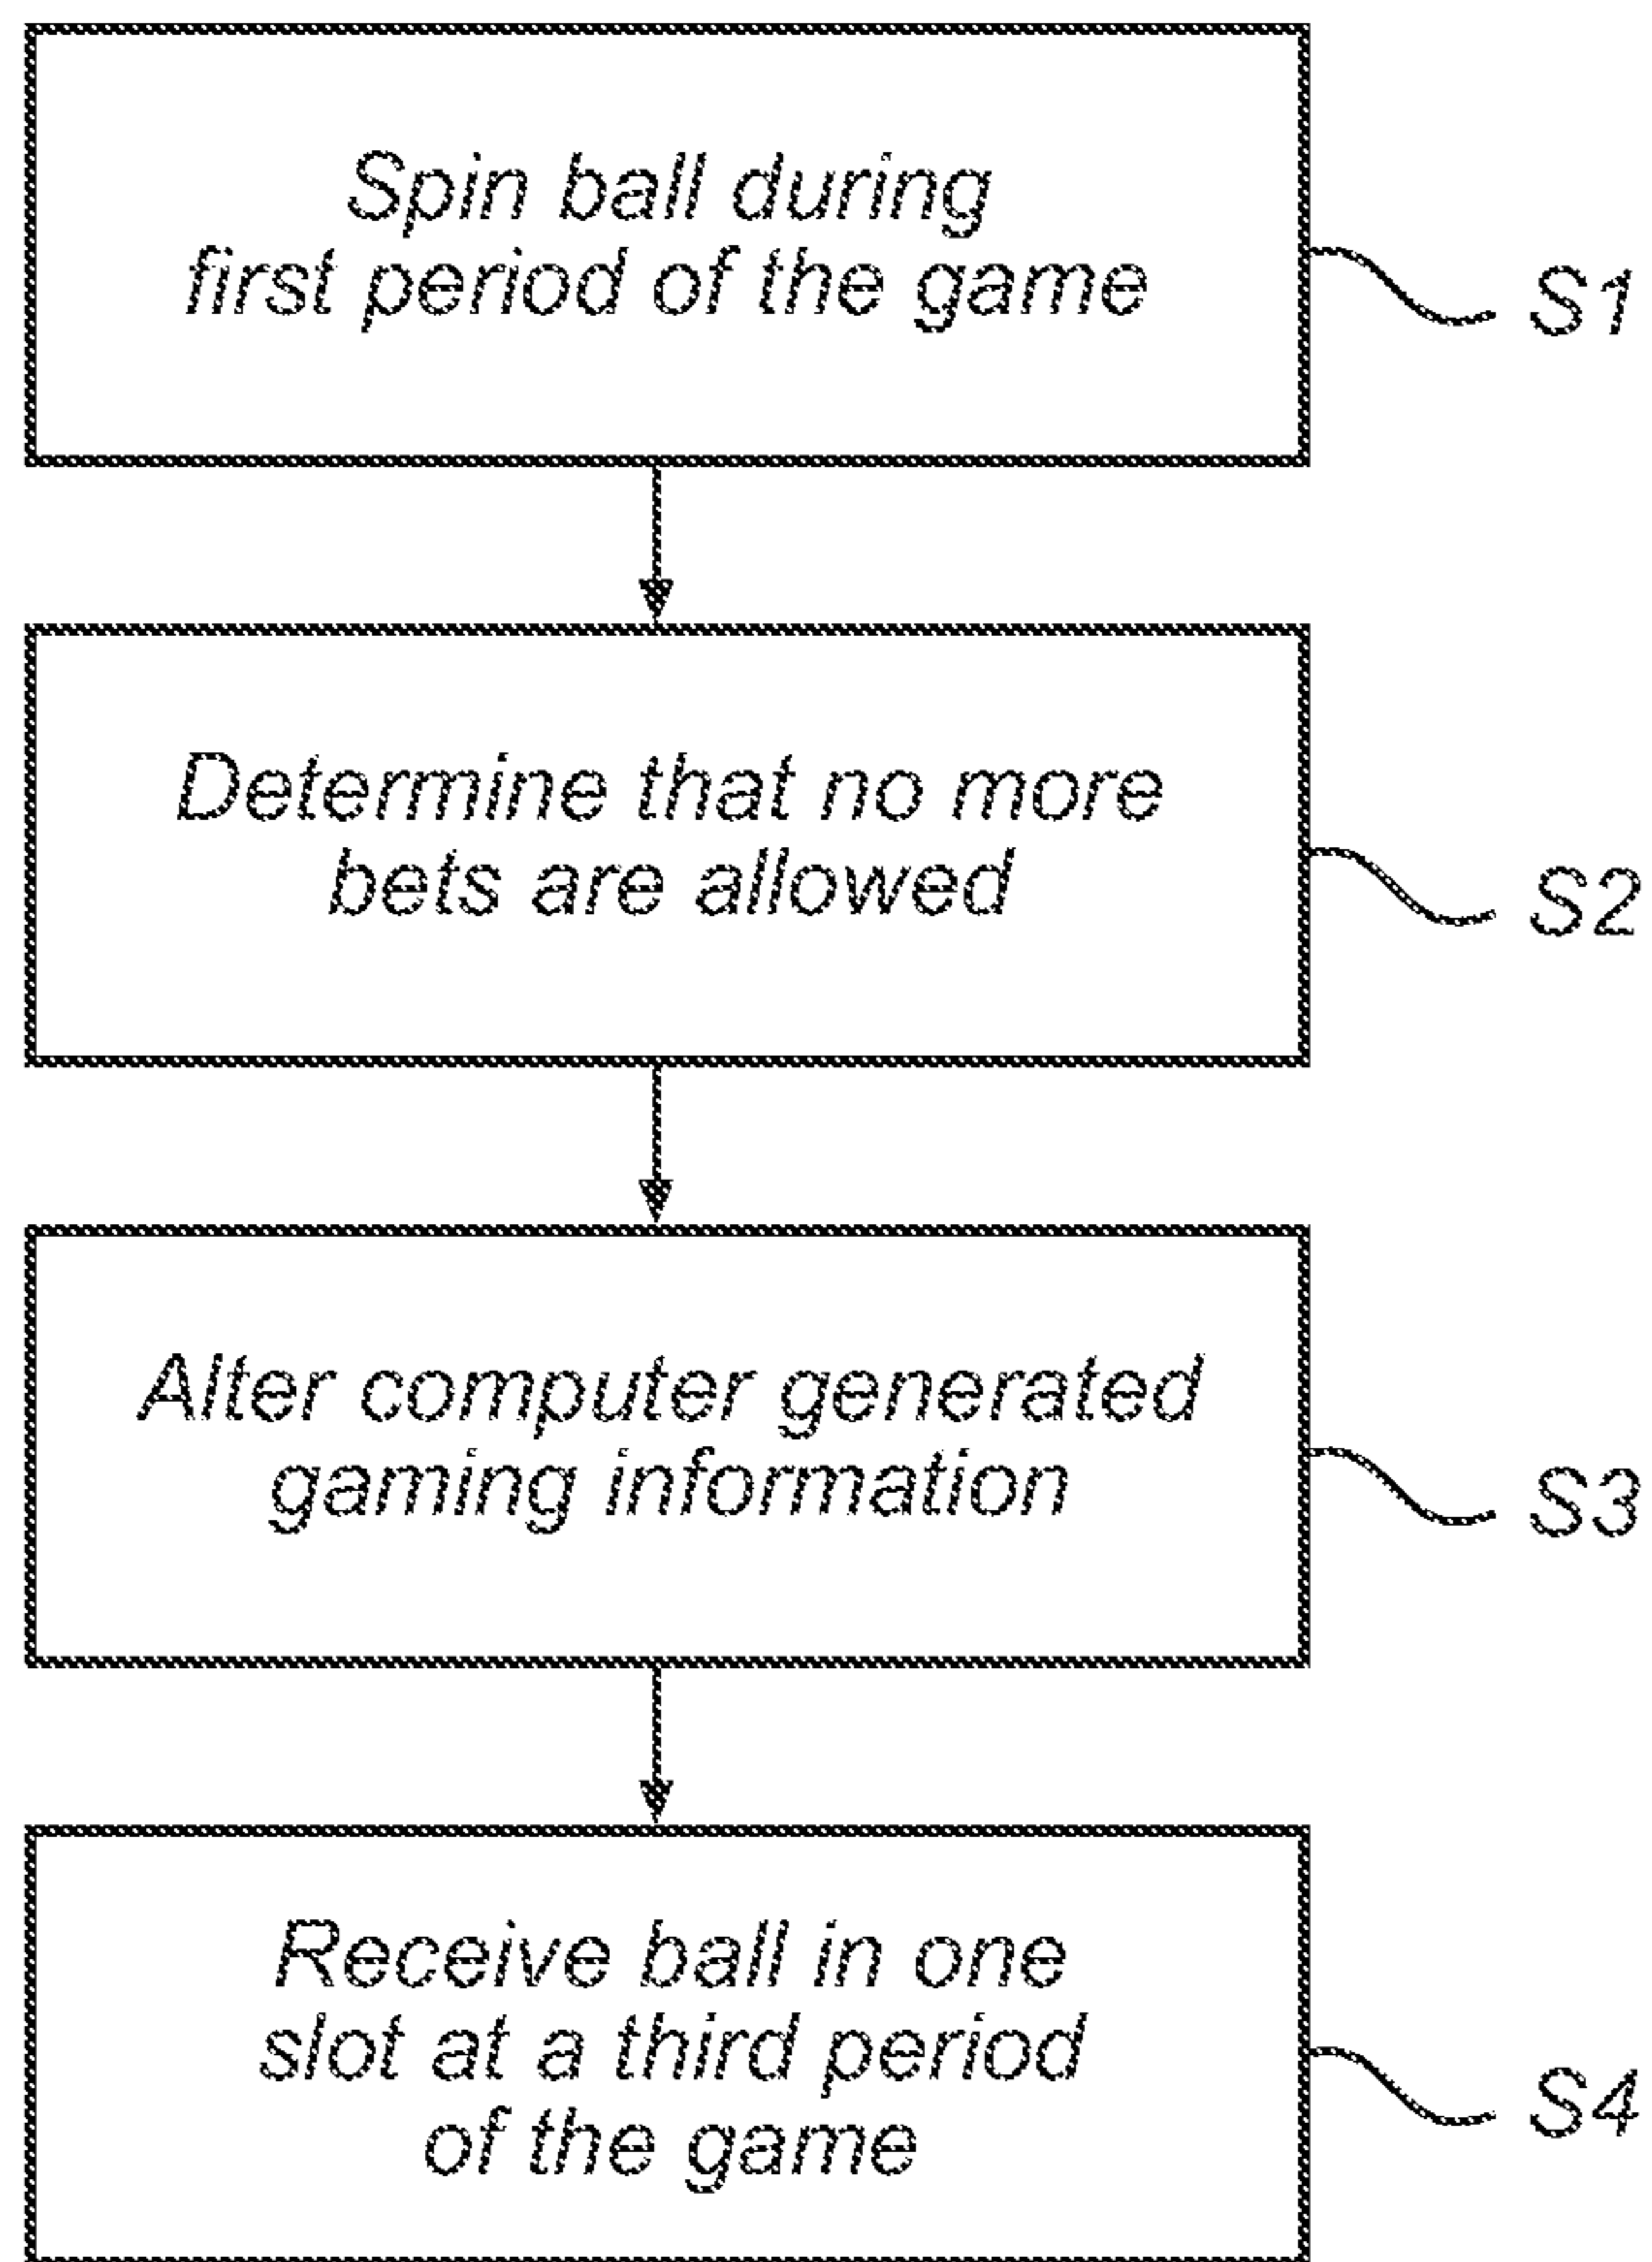 Spin ball during
first period of the game
S1
Determine that no more
bets are allowed
S2
Alter computer generated
gaming information
S3
Receive ball in one
slot at a third period
of the game
S4